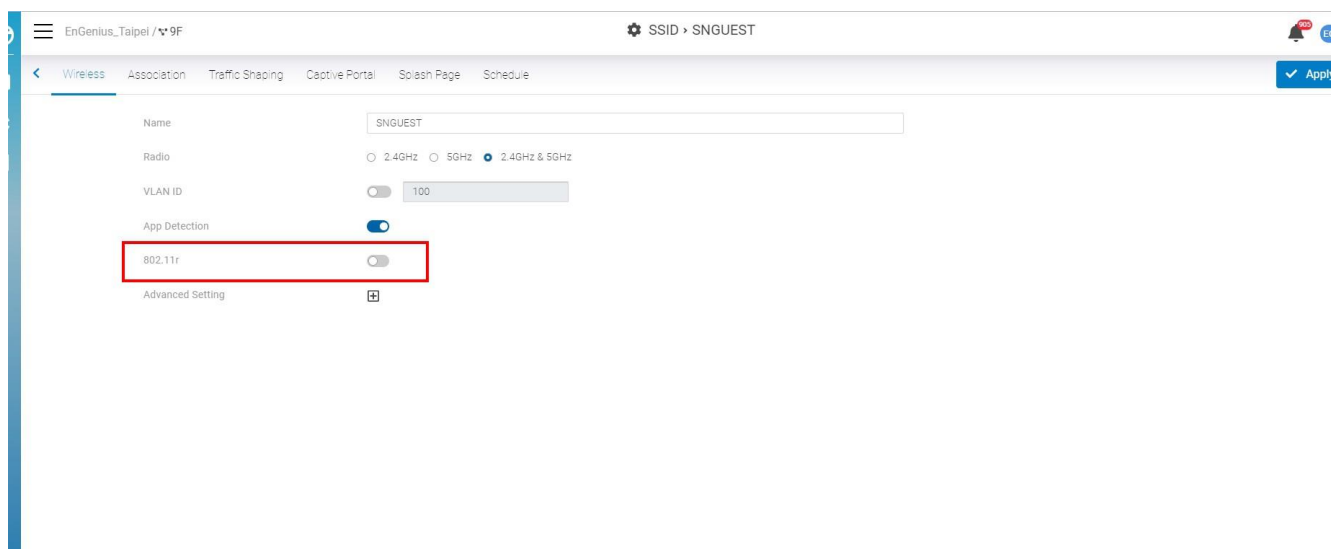 EnGenius_Taipei / 9F
SSID › SNGUEST
905
Wireless Association Traffic Shaping Captive Portal Splash Page Schedule
Apply
Name SNGUEST
Radio 2.4GHz 5GHz 2.4GHz & 5GHz
VLAN ID 100
App Detection
802.11r
Advanced Setting